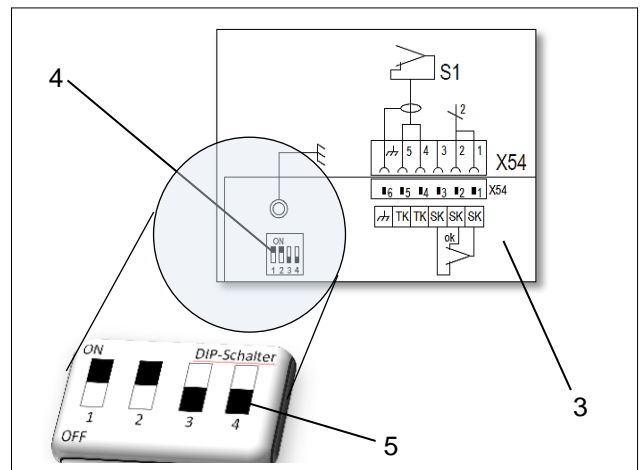 4
S1
2
5 4 3 2 1
X54
6 5 4 3 2 1 X54
TK TK SK SK SK
ok
ON
1 2 3 4
3
ON DIP-Schalter
1 2 3 4
OFF
5